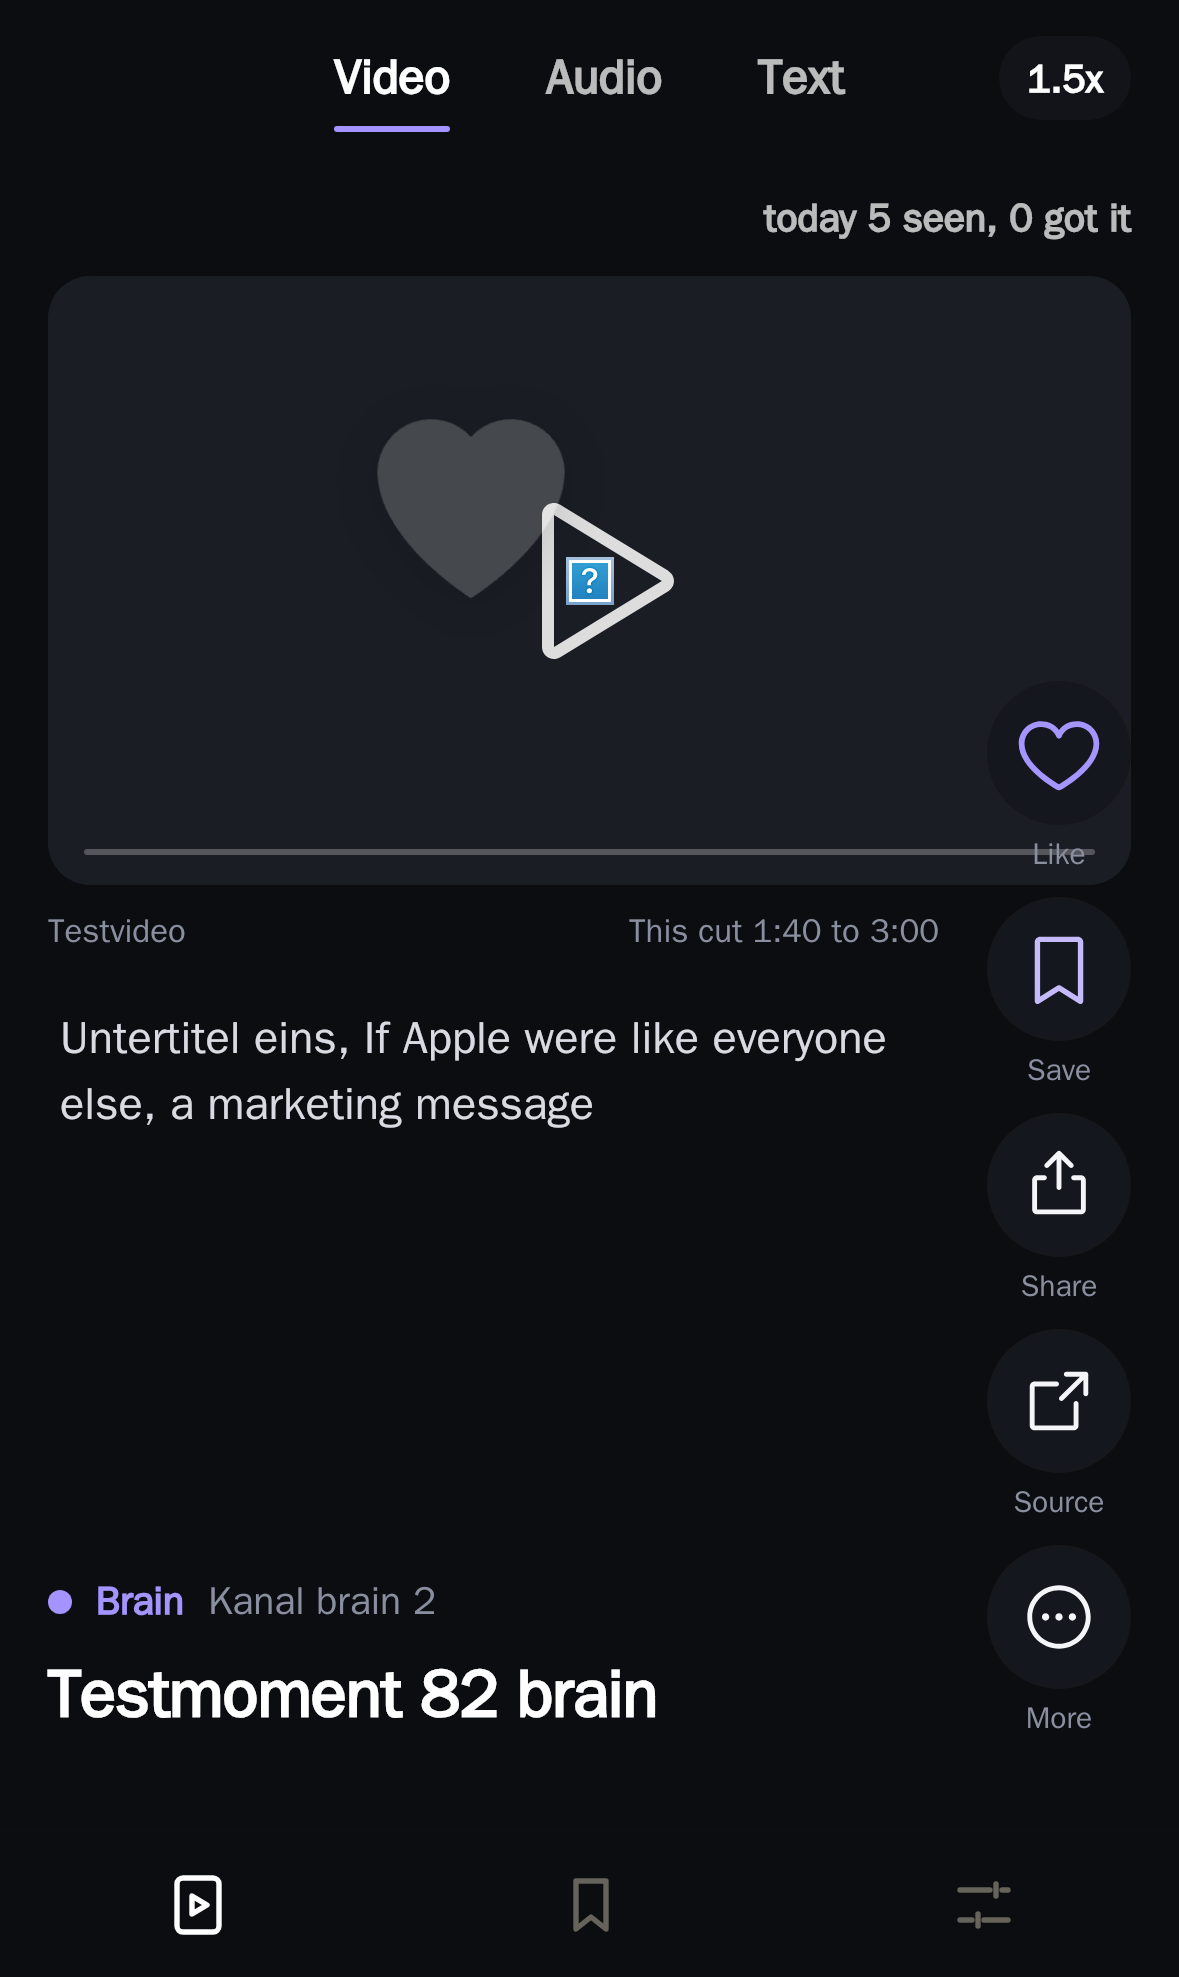 Video Audio Text 1.5x
today 5 seen, 0 got it
?
Like
Testvideo This cut 1:40 to 3:00
Untertitel eins, If Apple were like everyone
else, a marketing message
Save
Share
Source
Brain Kanal brain 2
Testmoment 82 brain
More